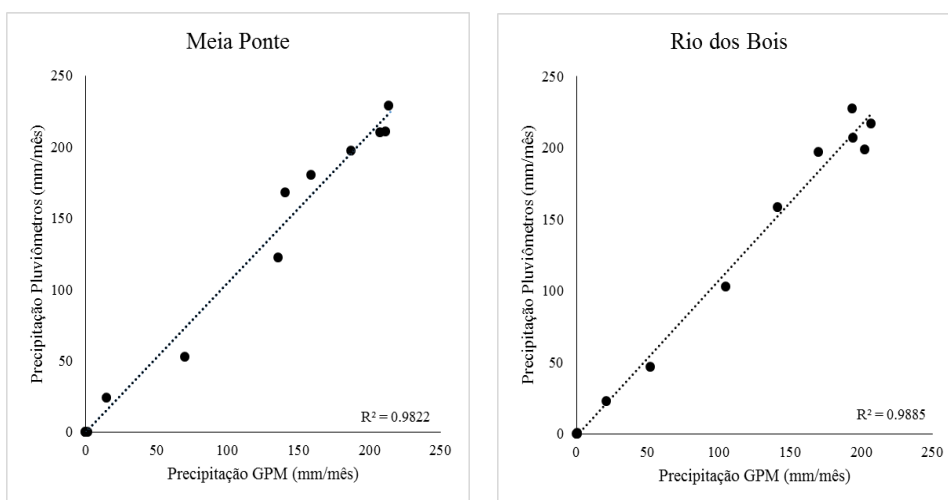 Meia Ponte
250
200
150
100
50
0
0 50 100 150 200 250
Precipitação Pluviômetros (mm/mês)
Precipitação GPM (mm/mês)
R² = 0.9822
Rio dos Bois
250
200
150
100
50
0
0 50 100 150 200 250
Precipitação Pluviômetros (mm/mês)
Precipitação GPM (mm/mês)
R² = 0.9885